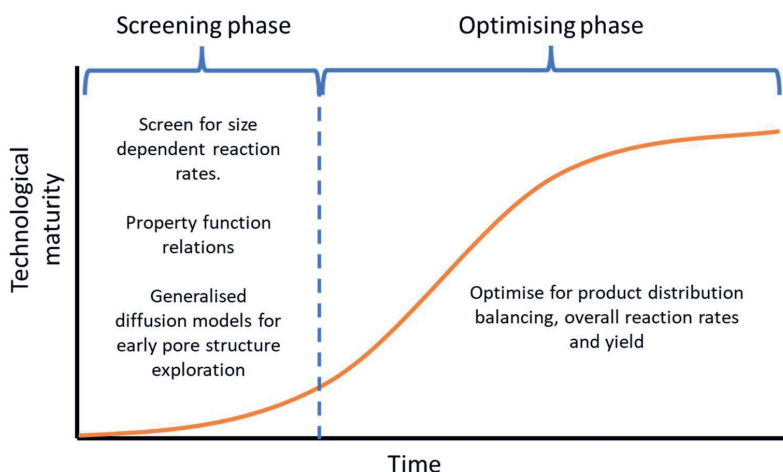 Screening phase
Optimising phase
Technological
maturity
Screen for size
dependent reaction
rates.
Property function
relations
Generalised
diffusion models for
early pore structure
exploration
Optimise for product distribution
balancing, overall reaction rates
and yield
Time